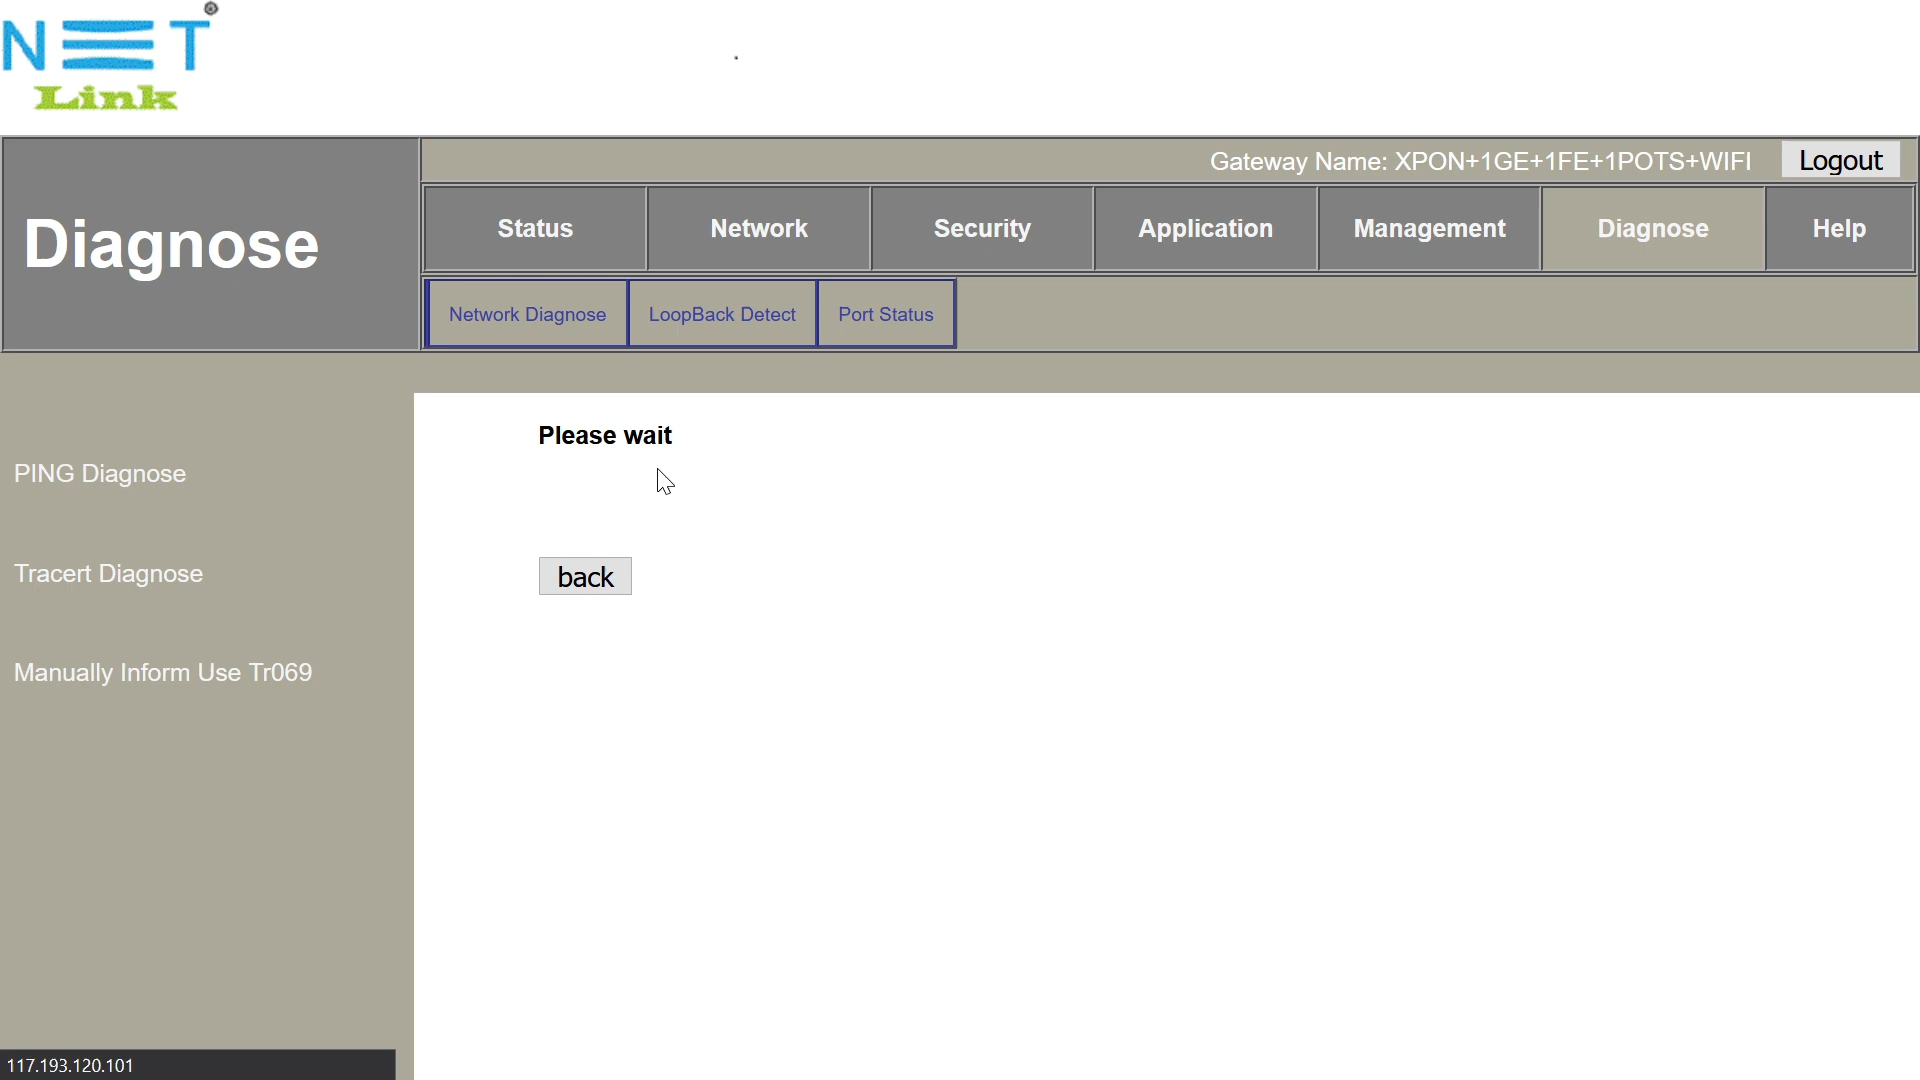 NET
Link
Gateway Name: XPON+1GE+1FE+1POTS+WIFI
Logout
Diagnose
Status
Network
Security
Application
Management
Diagnose
Help
Network Diagnose
LoopBack Detect
Port Status
PING Diagnose
Tracert Diagnose
Manually Inform Use Tr069
Please wait
back
117.193.120.101